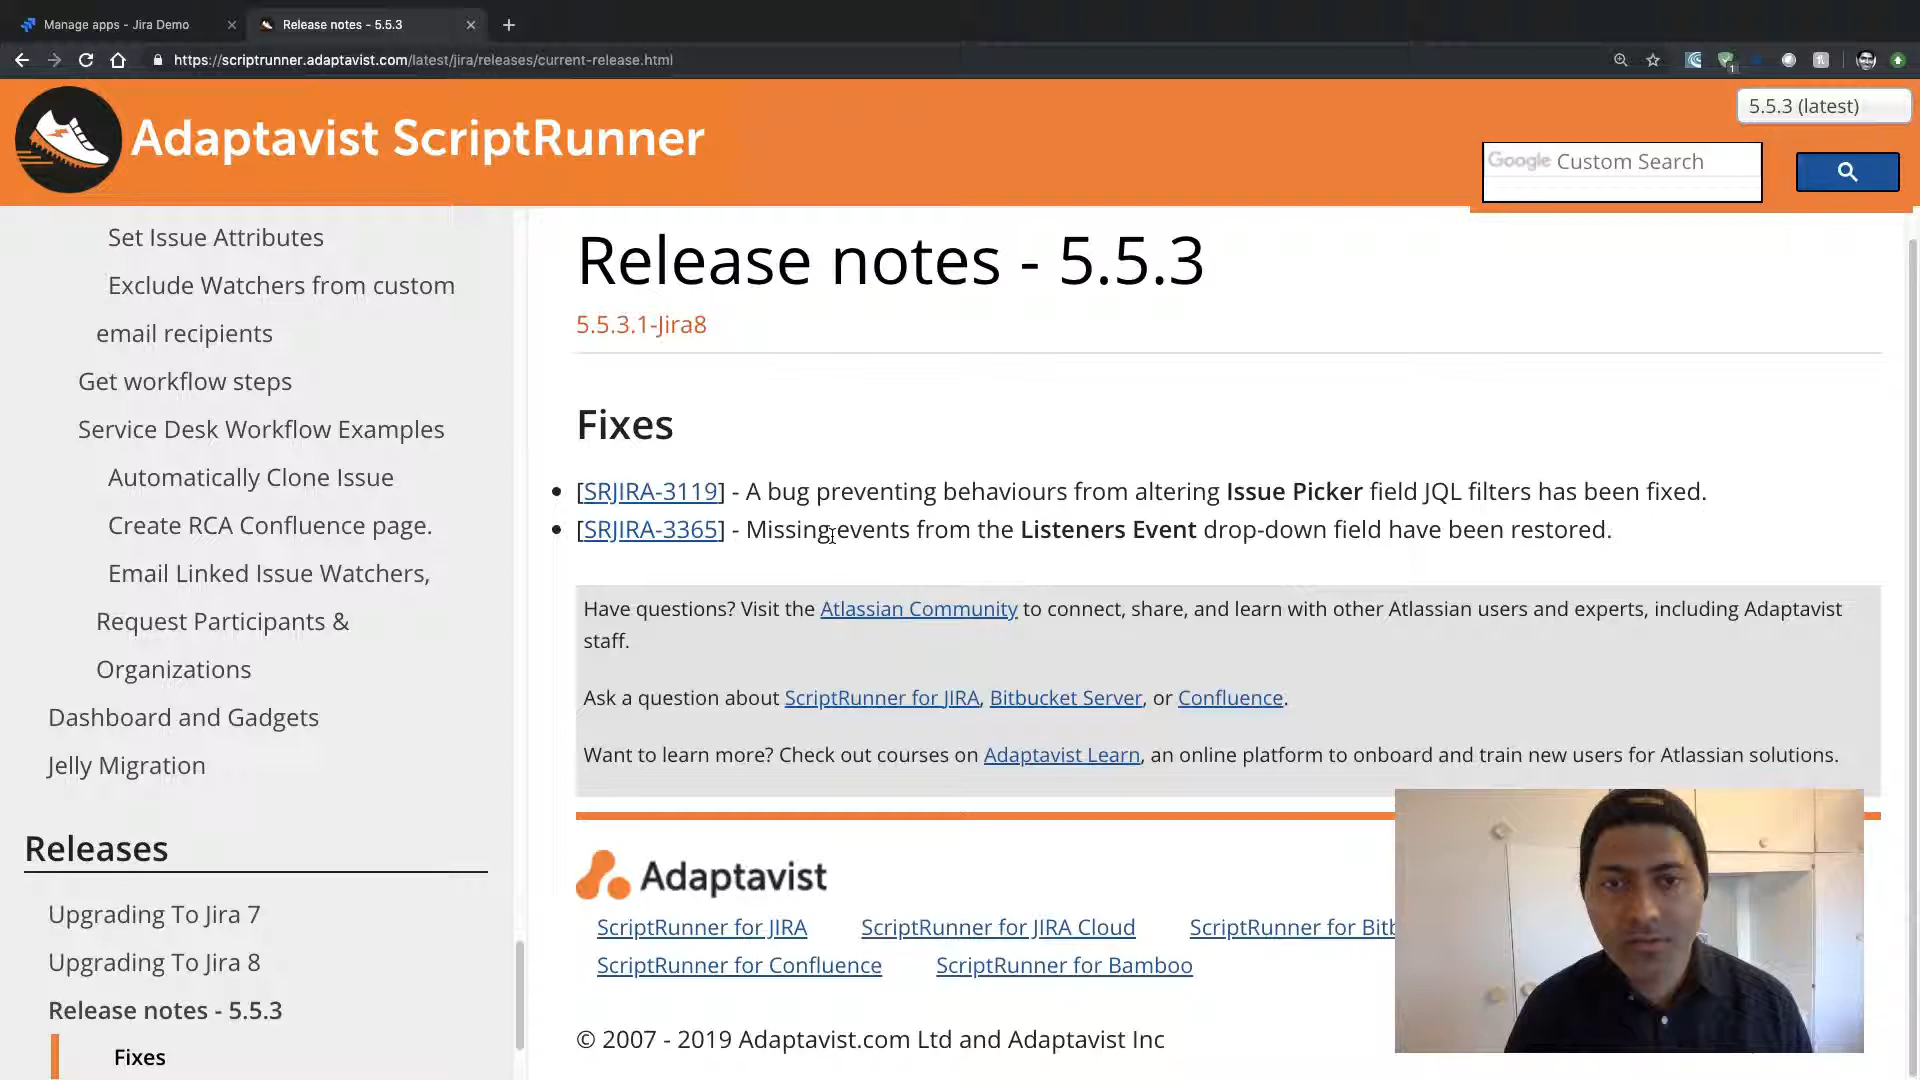 Manage apps - Jira Demo
Release notes - 5.5.3
https://scriptrunner.adaptavist.com/latest/jira/releases/current-release.html
1
Adaptavist ScriptRunner
5.5.3 (latest)
Google Custom Search
Set Issue Attributes
Exclude Watchers from custom
email recipients
Get workflow steps
Service Desk Workflow Examples
Automatically Clone Issue
Create RCA Confluence page.
Email Linked Issue Watchers,
Request Participants &
Organizations
Dashboard and Gadgets
Jelly Migration
Releases
Upgrading To Jira 7
Upgrading To Jira 8
Release notes - 5.5.3
Fixes
Release notes - 5.5.3
5.5.3.1-Jira8
Fixes
[SRJIRA-3119] - A bug preventing behaviours from altering Issue Picker field JQL filters has been fixed.
[SRJIRA-3365] - Missing events from the Listeners Event drop-down field have been restored.
Have questions? Visit the Atlassian Community to connect, share, and learn with other Atlassian users and experts, including Adaptavist
staff.
Ask a question about ScriptRunner for JIRA, Bitbucket Server, or Confluence.
Want to learn more? Check out courses on Adaptavist Learn, an online platform to onboard and train new users for Atlassian solutions.
Adaptavist
ScriptRunner for JIRA ScriptRunner for JIRA Cloud ScriptRunner for Bitb
ScriptRunner for Confluence ScriptRunner for Bamboo
© 2007 - 2019 Adaptavist.com Ltd and Adaptavist Inc